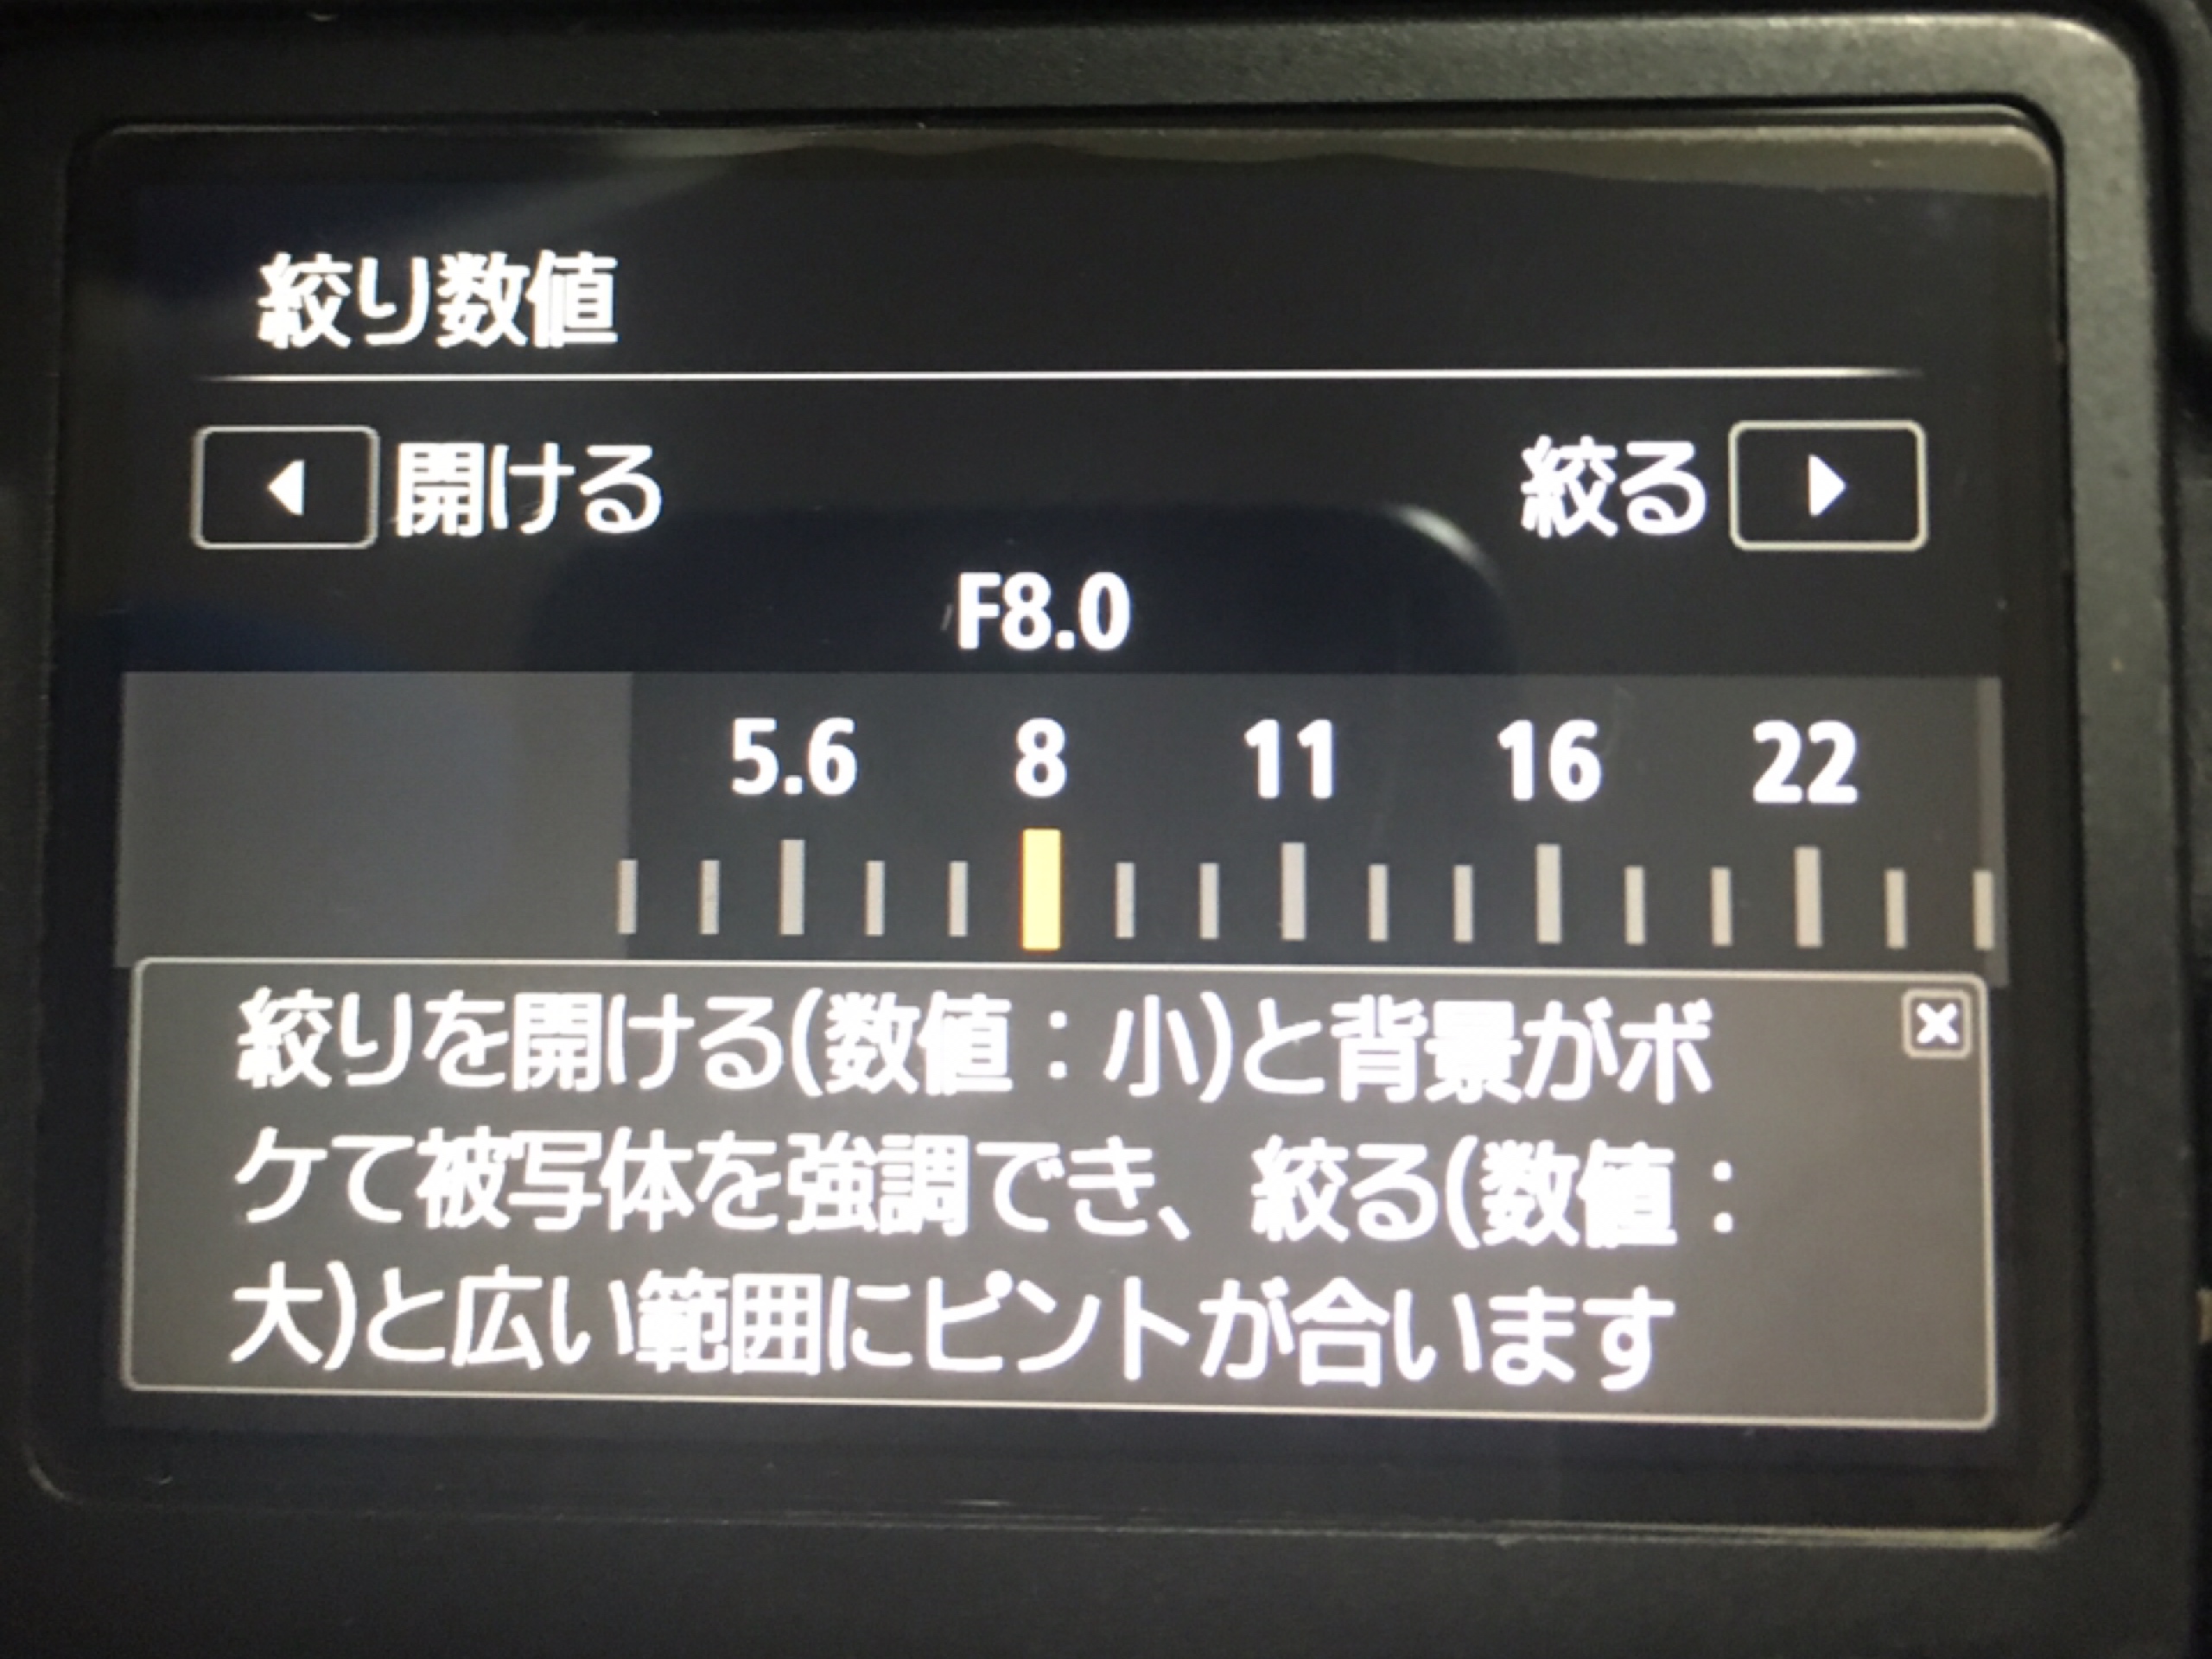 絞り数値
開ける 絞る
F8.0
5.6 8 11 16 22
絞りを開ける(数値：小)と背景がボ
ケて被写体を強調でき、絞る(数値：
大)と広い範囲にピントが合います